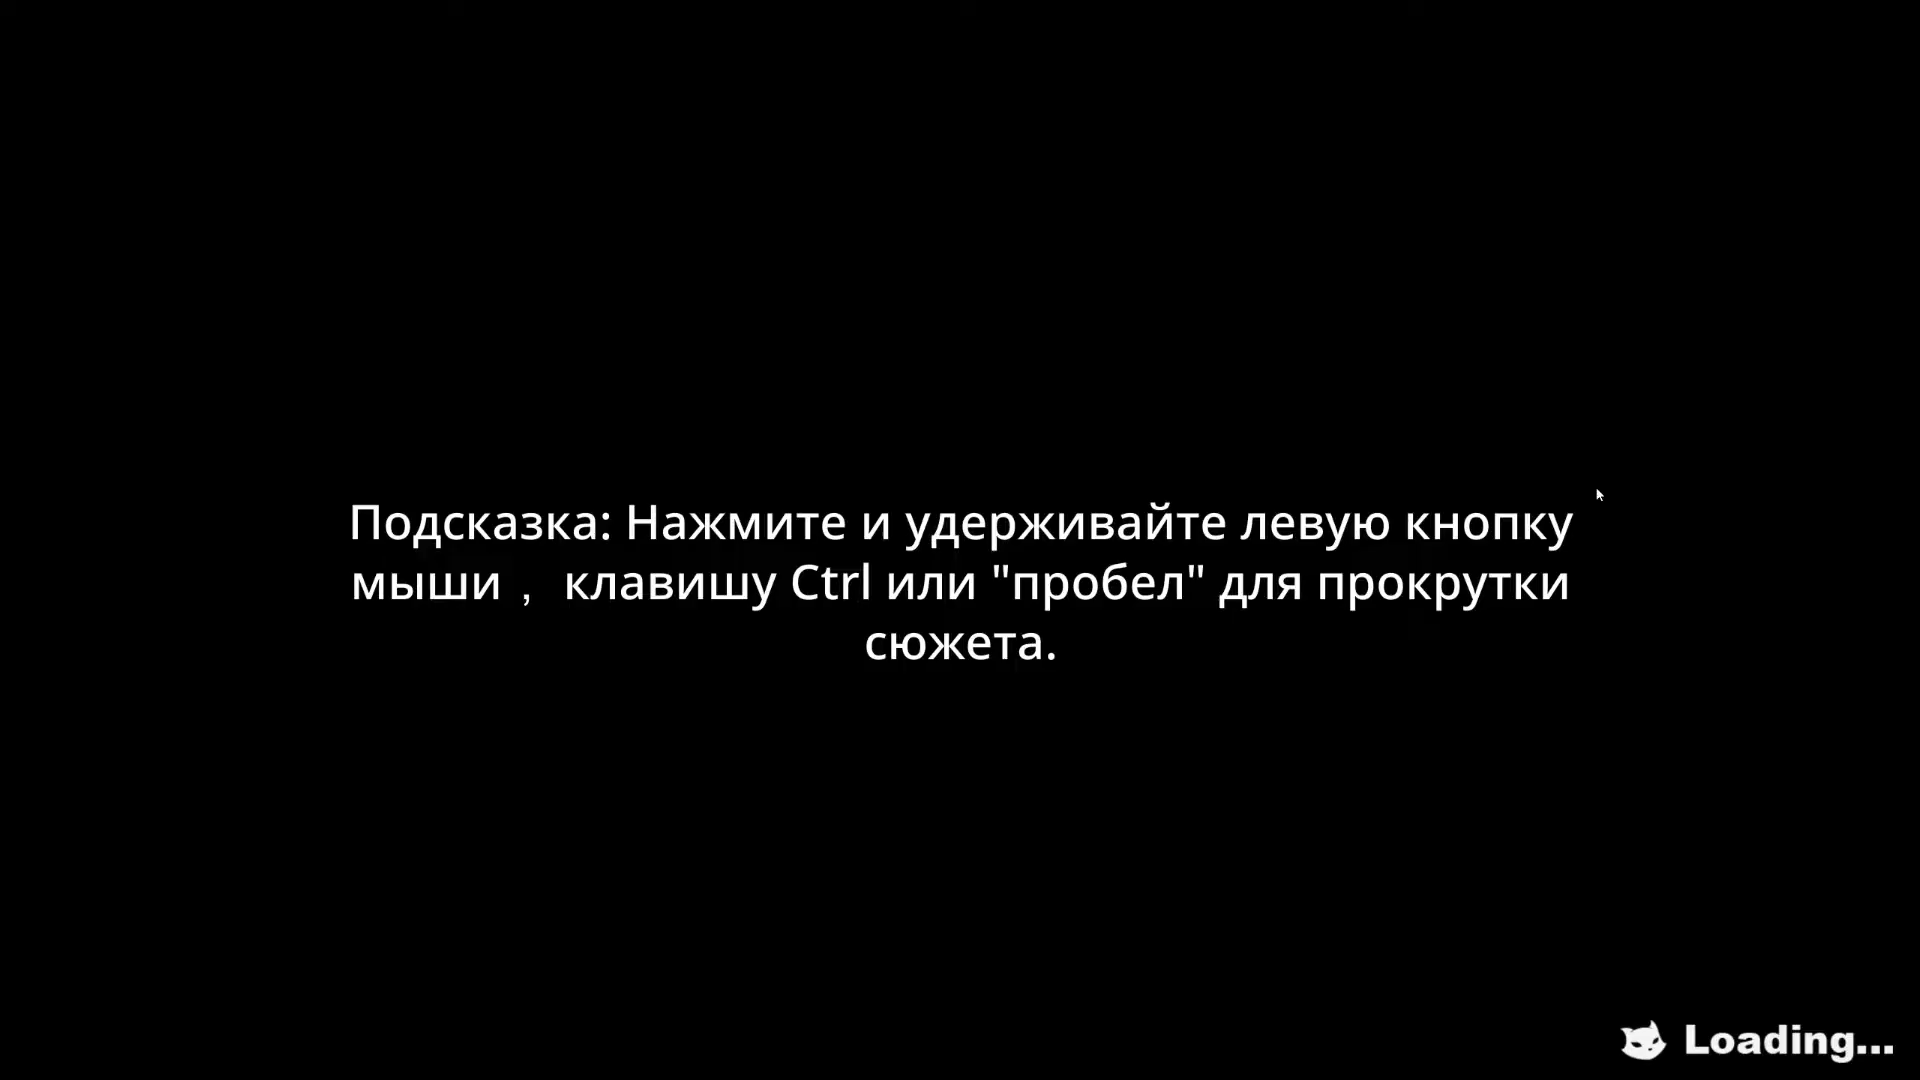 Подсказка: Нажмите и удерживайте левую кнопку
мыши， клавишу Ctrl или "пробел" для прокрутки
сюжета.
Loading...